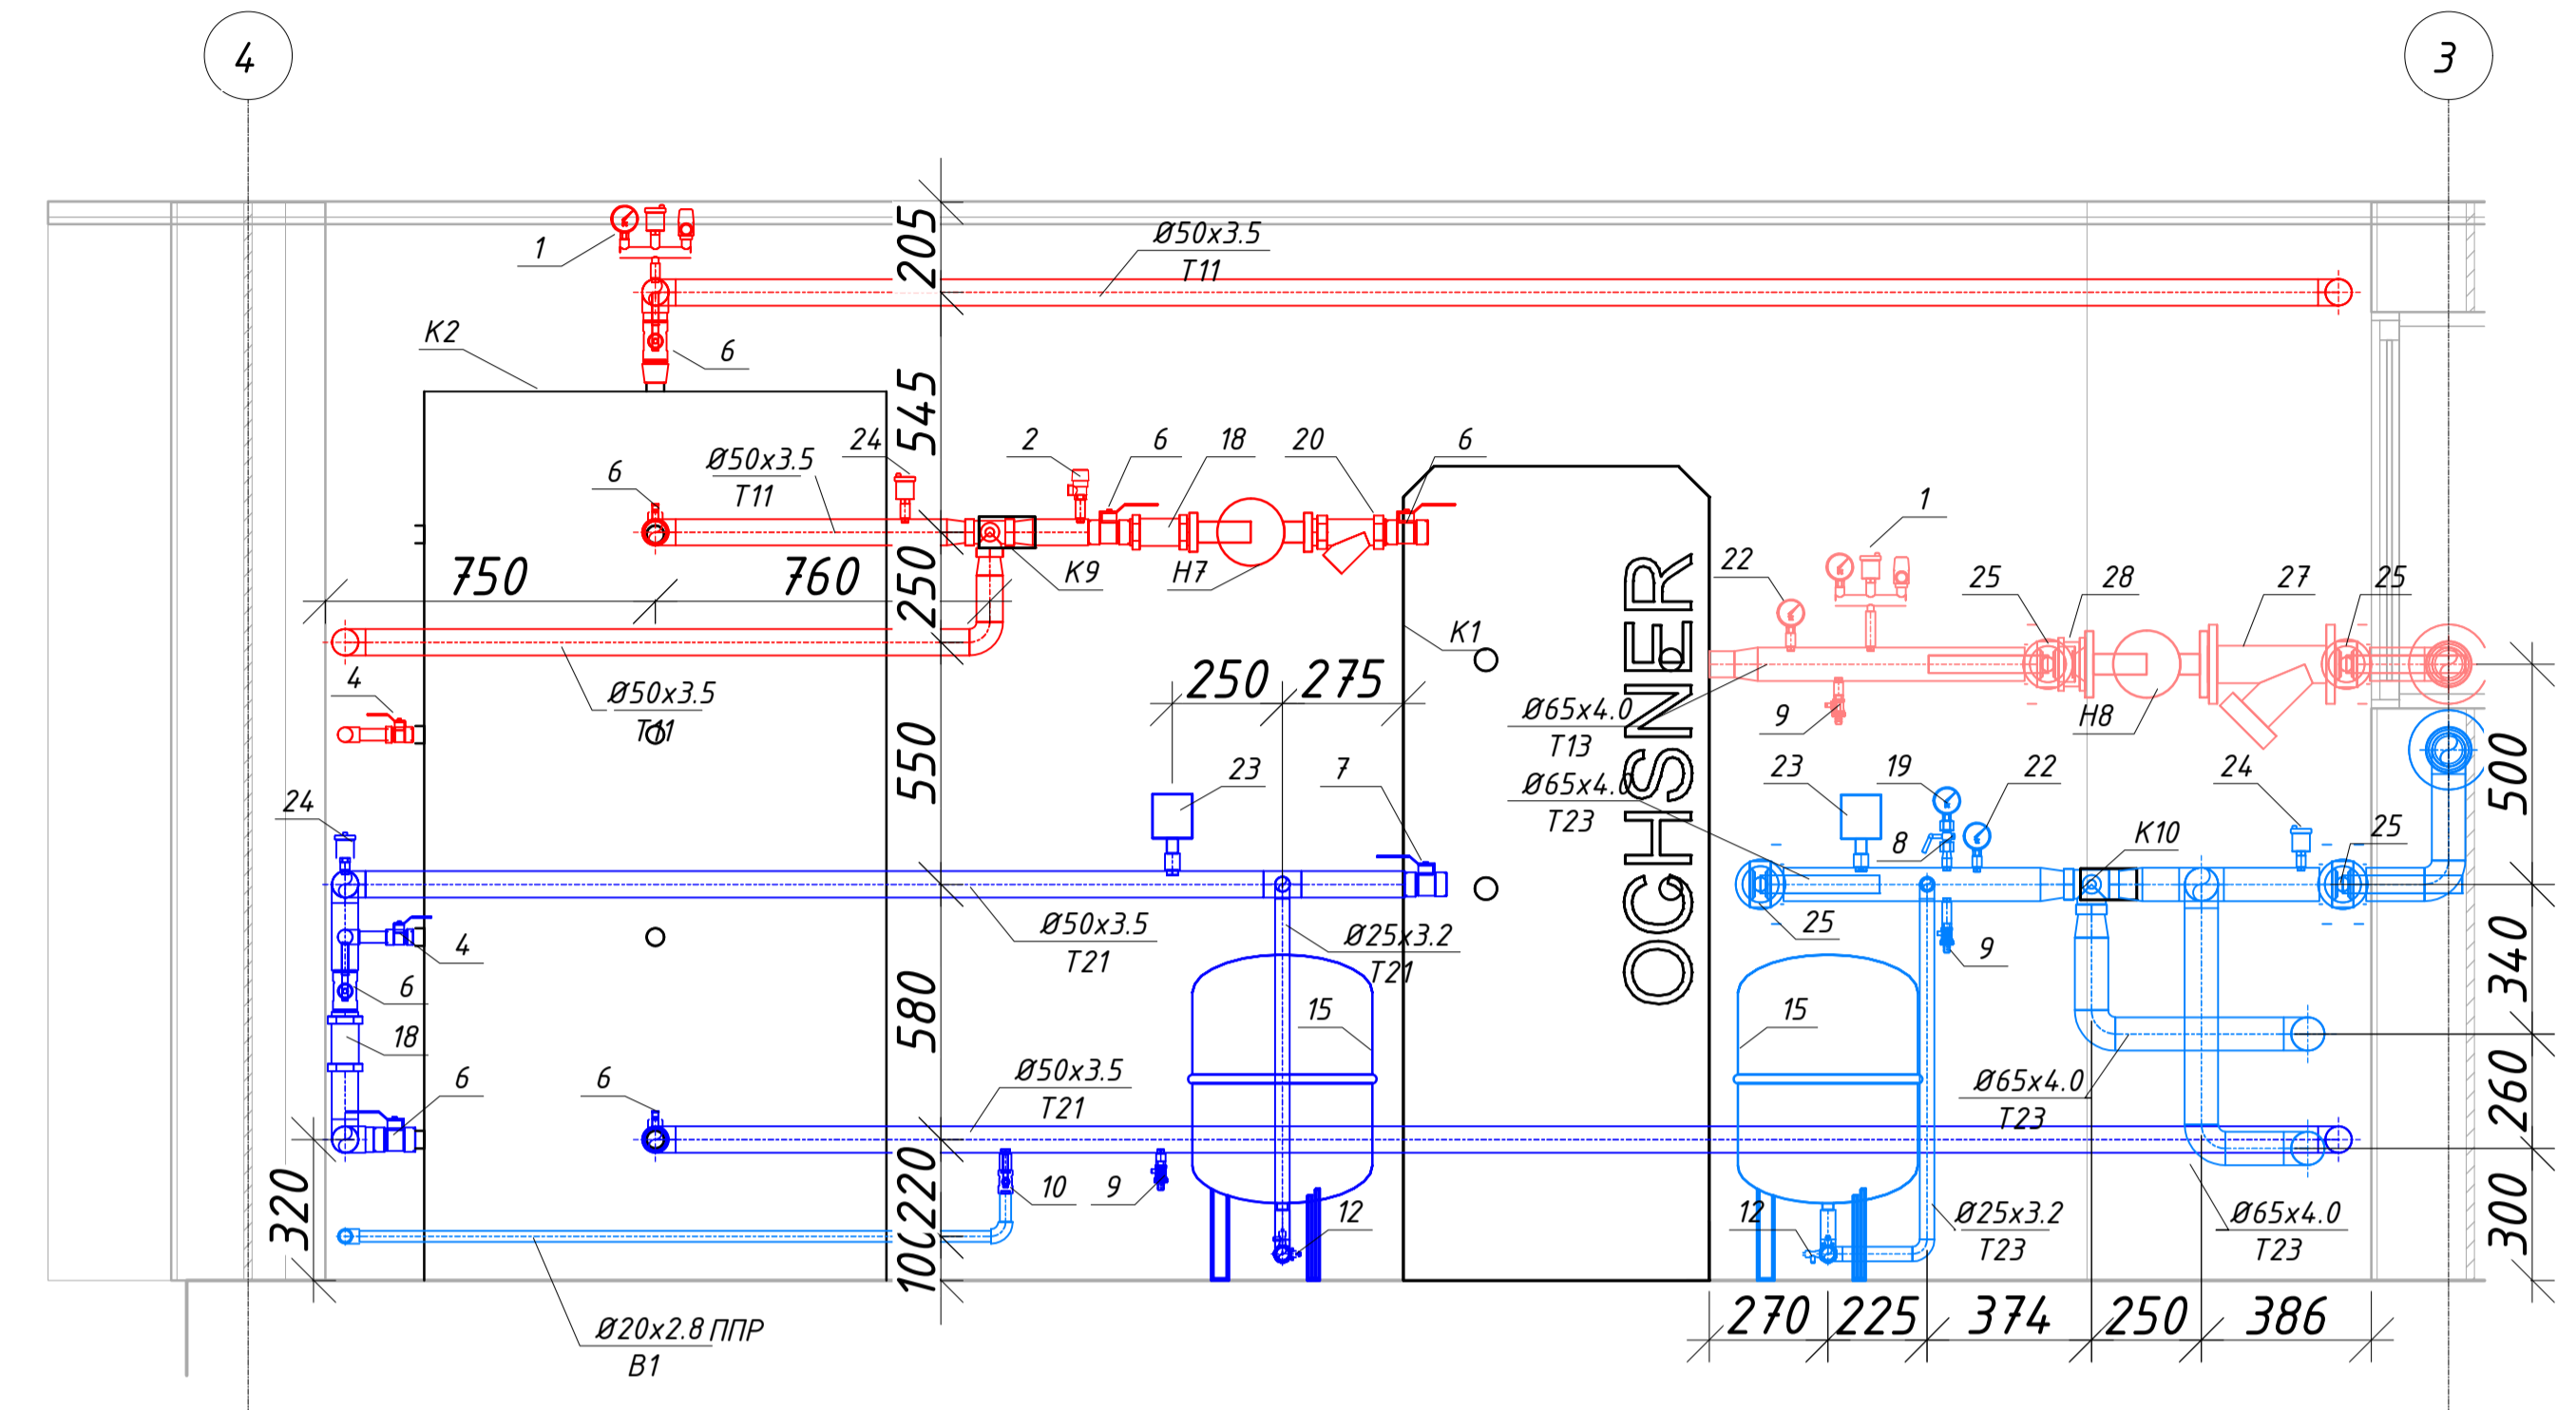 4
3
205
Ø50x3.5
T11
1
K2
6
545
24
2
6
18
20
6
Ø50x3.5
T11
6
1
750
760
250
K9
H7
22
25
28
27
25
K1
OCHSNER
4
Ø50x3.5
T11
250
275
Ø65x4.0
T13
9
H8
550
23
7
Ø65x4.0
T23
23
19
22
24
500
24
8
K10
25
4
Ø50x3.5
T21
Ø25x3.2
T21
25
9
6
580
15
15
340
18
6
6
Ø50x3.5
T21
Ø65x4.0
T23
260
320
220
10
9
12
12
Ø25x3.2
T23
Ø65x4.0
T23
300
100
270
225
374
250
386
Ø20x2.8 ППР
B1